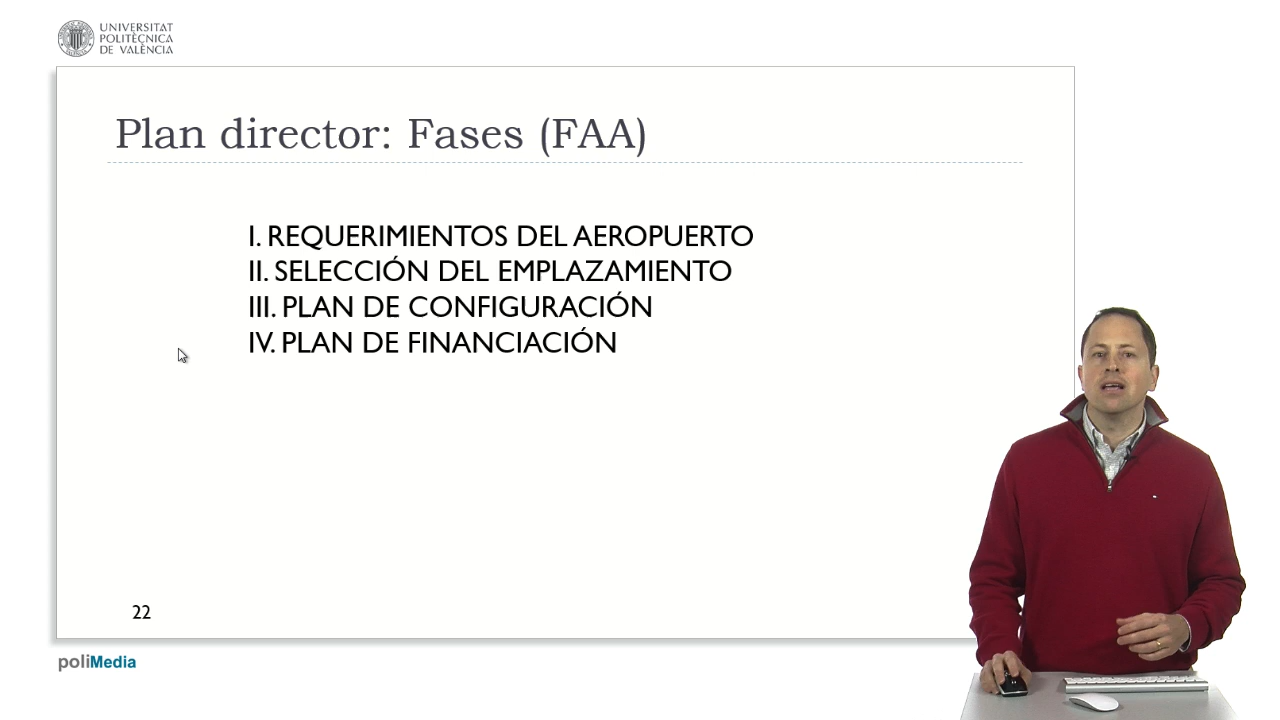 UNIVERSITAT
POLITÈCNICA
DE VALÈNCIA
Plan director: Fases (FAA)
I. REQUERIMIENTOS DEL AEROPUERTO
II. SELECCIÓN DEL EMPLAZAMIENTO
III. PLAN DE CONFIGURACIÓN
IV. PLAN DE FINANCIACIÓN
22
poliMedia